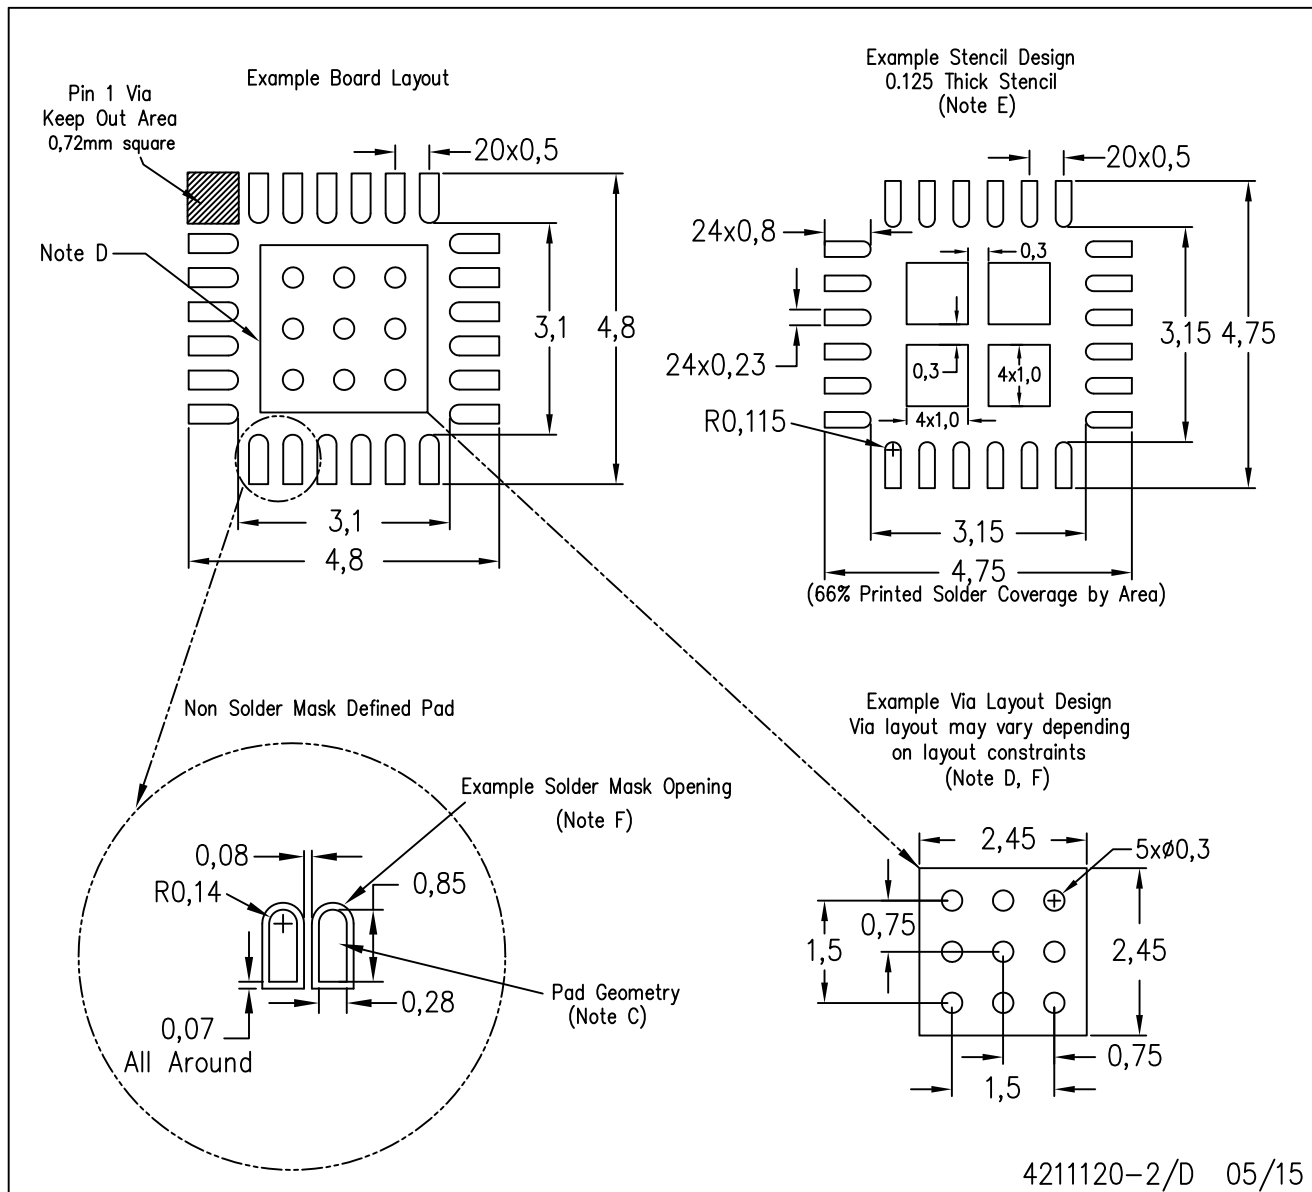 Example Board Layout
Pin 1 Via
Keep Out Area
0,72mm square
20x0,5
Note D
3,1
4,8
3,1
4,8
Example Stencil Design
0.125 Thick Stencil
(Note E)
20x0,5
24x0,8
0,3
3,15
4,75
24x0,23
0,3
4x1,0
4x1,0
R0,115
3,15
4,75
(66% Printed Solder Coverage by Area)
Non Solder Mask Defined Pad
Example Solder Mask Opening
(Note F)
0,08
R0,14
0,85
Pad Geometry
(Note C)
0,28
0,07
All Around
Example Via Layout Design
Via layout may vary depending
on layout constraints
(Note D, F)
2,45
5xø0,3
0,75
1,5
2,45
0,75
1,5
4211120-2/D 05/15